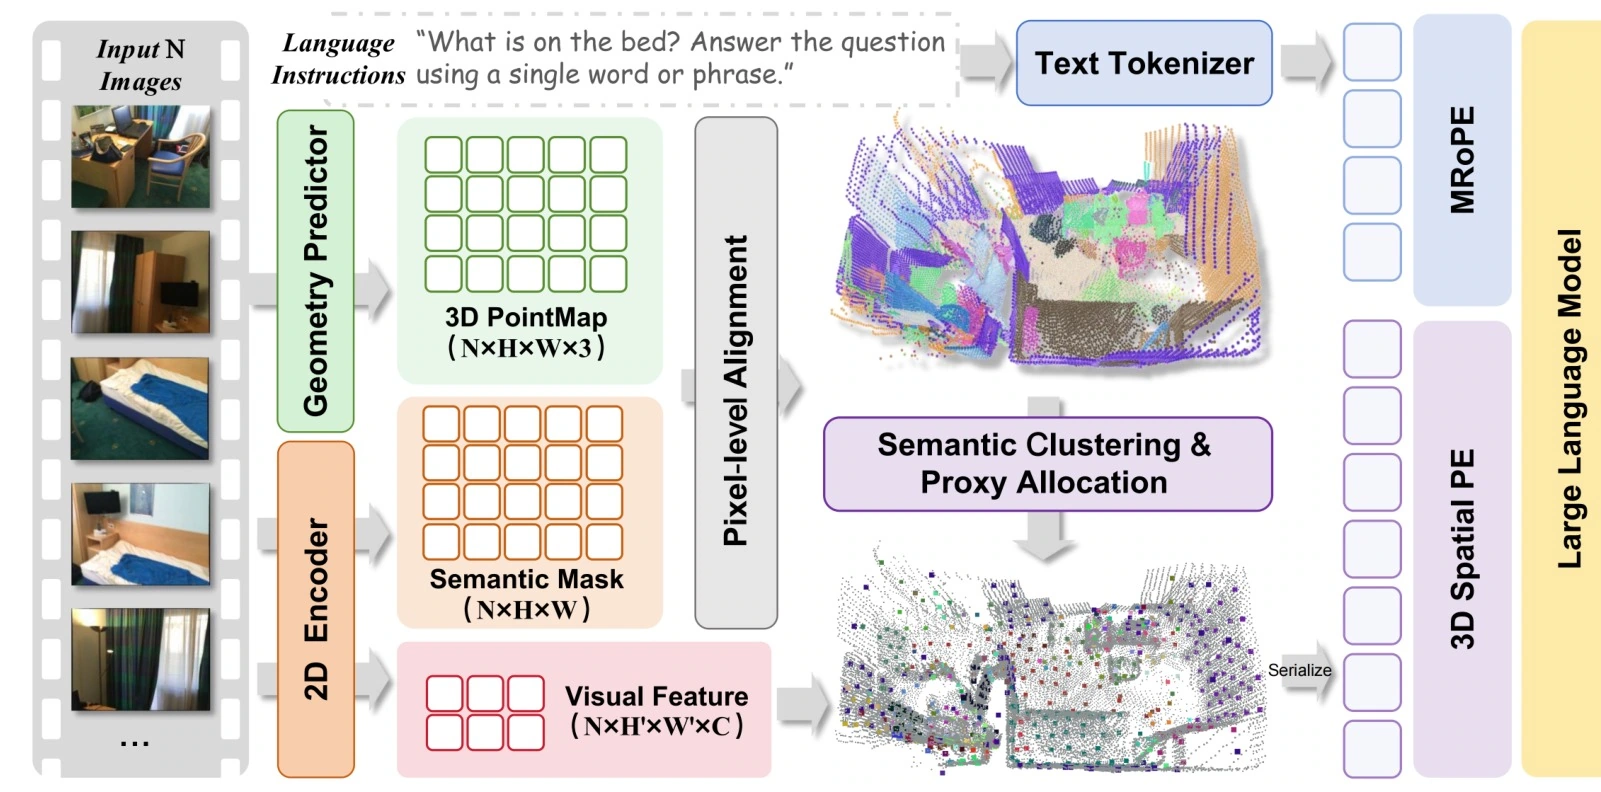 Input N
Images
...
Language
Instructions
“What is on the bed? Answer the question
using a single word or phrase.”
Text Tokenizer
MRoPE
Large Language Model
Geometry Predictor
3D PointMap
(N×H×W×3)
Pixel-level Alignment
2D Encoder
Semantic Mask
(N×H×W)
Visual Feature
(N×H'×W'×C)
Semantic Clustering &
Proxy Allocation
Serialize
3D Spatial PE